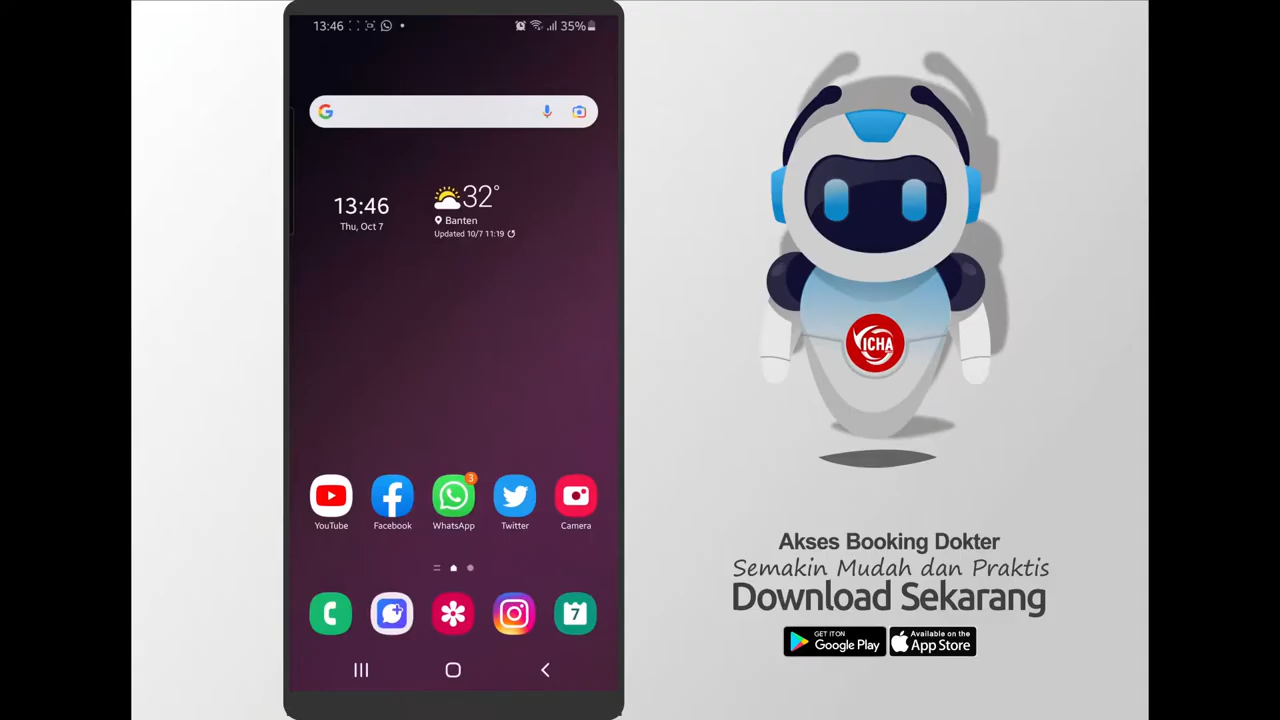 13:46
35%
13:46
Thu, Oct 7
32°
Banten
Updated 10/7 11:19
3
YouTube
Facebook
WhatsApp
Twitter
Camera
7
VICHA
Akses Booking Dokter
Semakin Mudah dan Praktis
Download Sekarang
GET IT ON
Google Play
Available on the
App Store